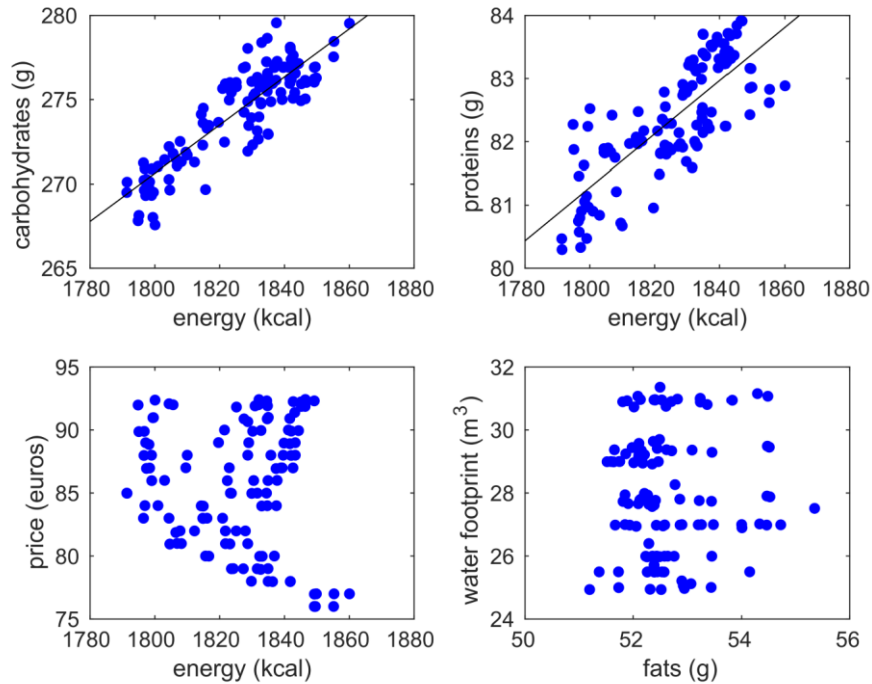 280
275
270
265
carbohydrates (g)
1780 1800 1820 1840 1860 1880
energy (kcal)
84
83
82
81
80
proteins (g)
1780 1800 1820 1840 1860 1880
energy (kcal)
95
90
85
80
75
price (euros)
1780 1800 1820 1840 1860 1880
energy (kcal)
32
30
28
26
24
water footprint (m³)
50 52 54 56
fats (g)